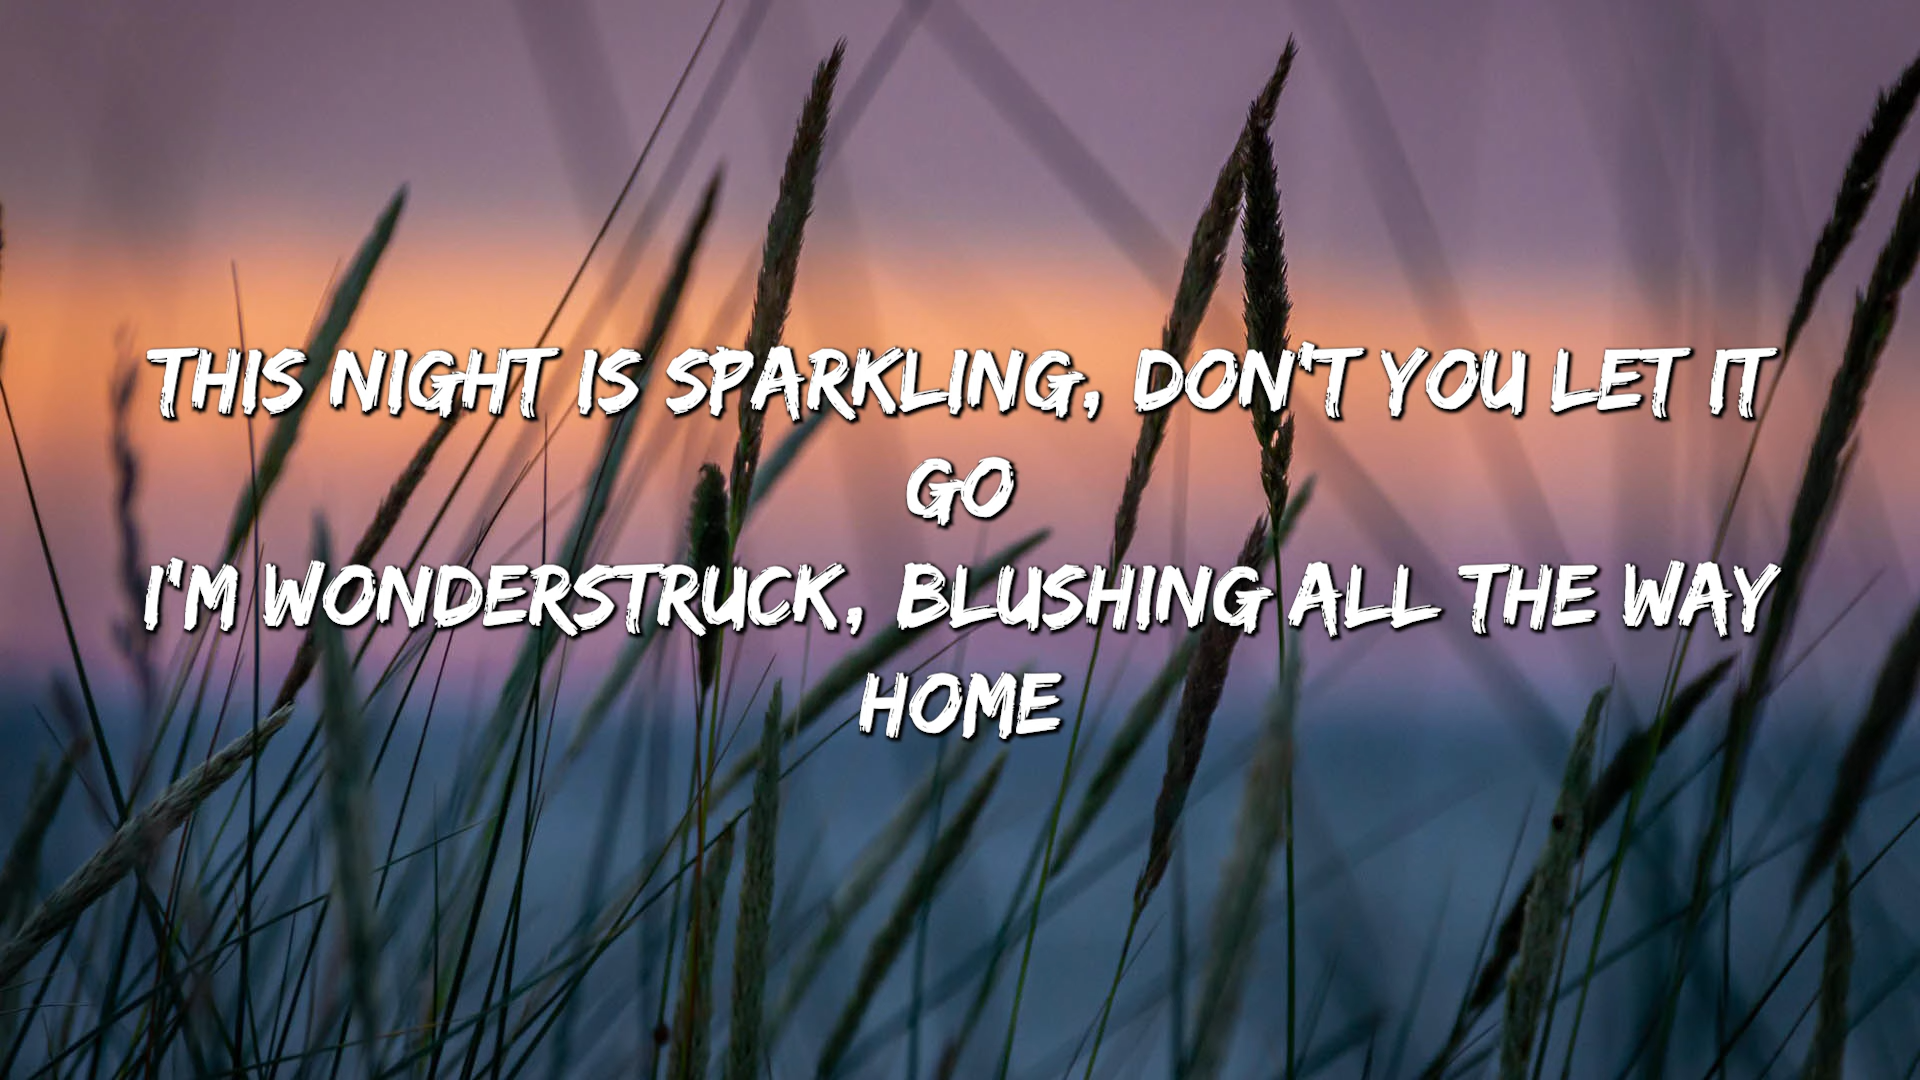 THIS NIGHT IS SPARKLING, DON'T YOU LET IT
GO
I'M WONDERSTRUCK, BLUSHING ALL THE WAY
HOME